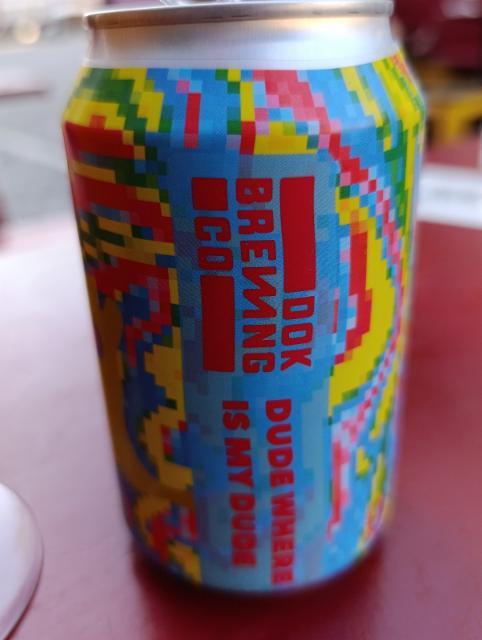 DOK
BREWING
CO
DUDE WHERE
IS MY DUDE